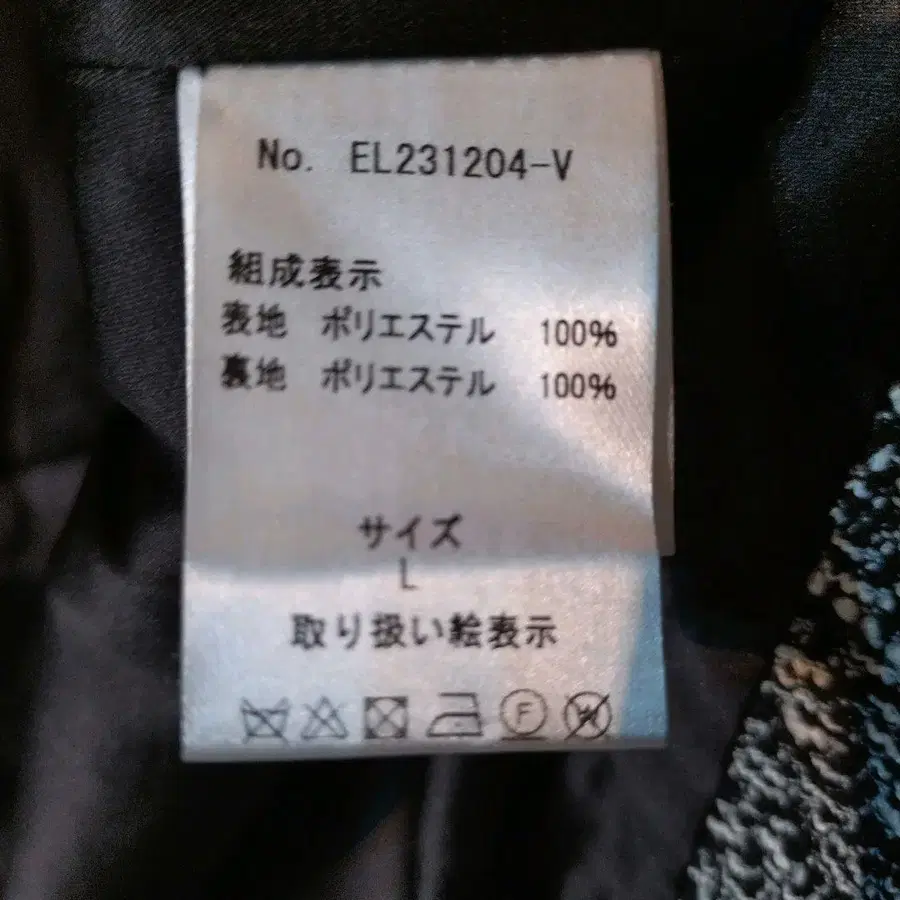 No. EL231204-V
組成表示
表地 ポリエステル 100%
裏地 ポリエステル 100%
サイズ
L
取り扱い絵表示
F W